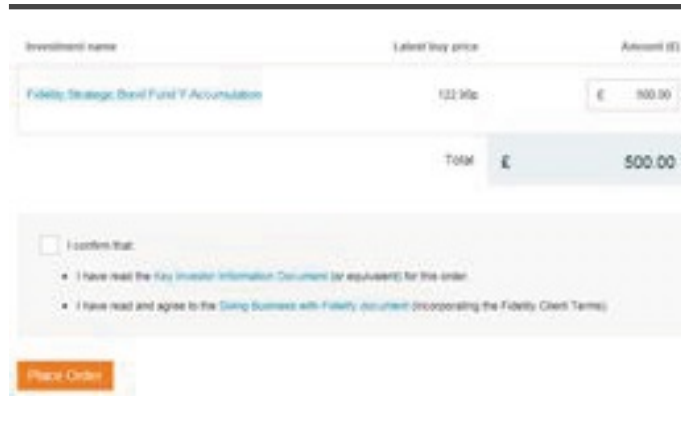 Investment name Latest buy price Amount (£)
Fidelity Strategic Bond Fund Y Accumulation £ 500.00
Total £ 500.00
I confirm that:
• I have read the Key Investor Information Document (or equivalent) for this order.
• I have read and agree to the Doing Business with Fidelity document (incorporating the Fidelity Client Terms)
Place Order